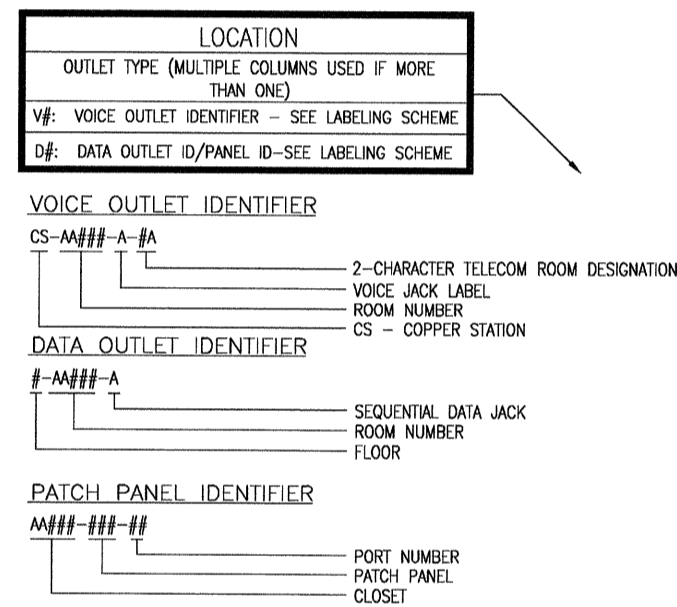 LOCATION
OUTLET TYPE (MULTIPLE COLUMNS USED IF MORE
THAN ONE)
V#: VOICE OUTLET IDENTIFIER - SEE LABELING SCHEME
D#: DATA OUTLET ID/PANEL ID-SEE LABELING SCHEME
VOICE OUTLET IDENTIFIER
CS-AA###-A-#A
2-CHARACTER TELECOM ROOM DESIGNATION
VOICE JACK LABEL
ROOM NUMBER
CS - COPPER STATION
DATA OUTLET IDENTIFIER
#-AA###-A
SEQUENTIAL DATA JACK
ROOM NUMBER
FLOOR
PATCH PANEL IDENTIFIER
AA###-###-##
PORT NUMBER
PATCH PANEL
CLOSET